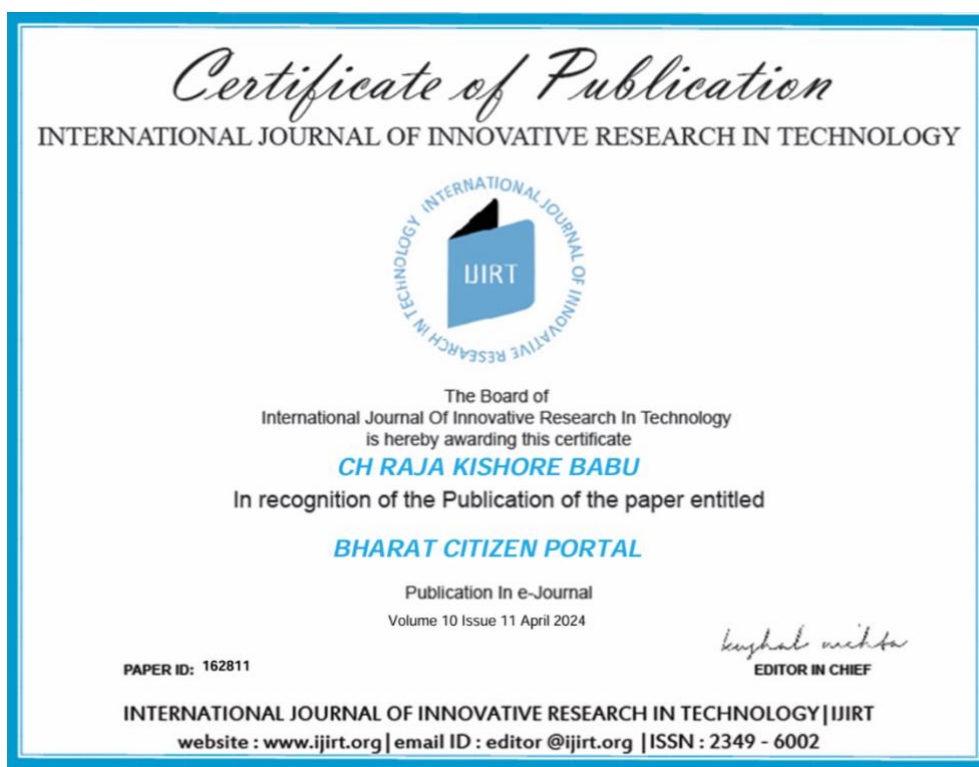 Certificate of Publication
INTERNATIONAL JOURNAL OF INNOVATIVE RESEARCH IN TECHNOLOGY
INTERNATIONAL JOURNAL OF INNOVATIVE RESEARCH IN TECHNOLOGY
IJIRT
The Board of
International Journal Of Innovative Research In Technology
is hereby awarding this certificate
CH RAJA KISHORE BABU
In recognition of the Publication of the paper entitled
BHARAT CITIZEN PORTAL
Publication In e-Journal
Volume 10 Issue 11 April 2024
kushal mehta
PAPER ID: 162811
EDITOR IN CHIEF
INTERNATIONAL JOURNAL OF INNOVATIVE RESEARCH IN TECHNOLOGY|IJIRT
website : www.ijirt.org| email ID : editor @ijirt.org |ISSN : 2349 - 6002